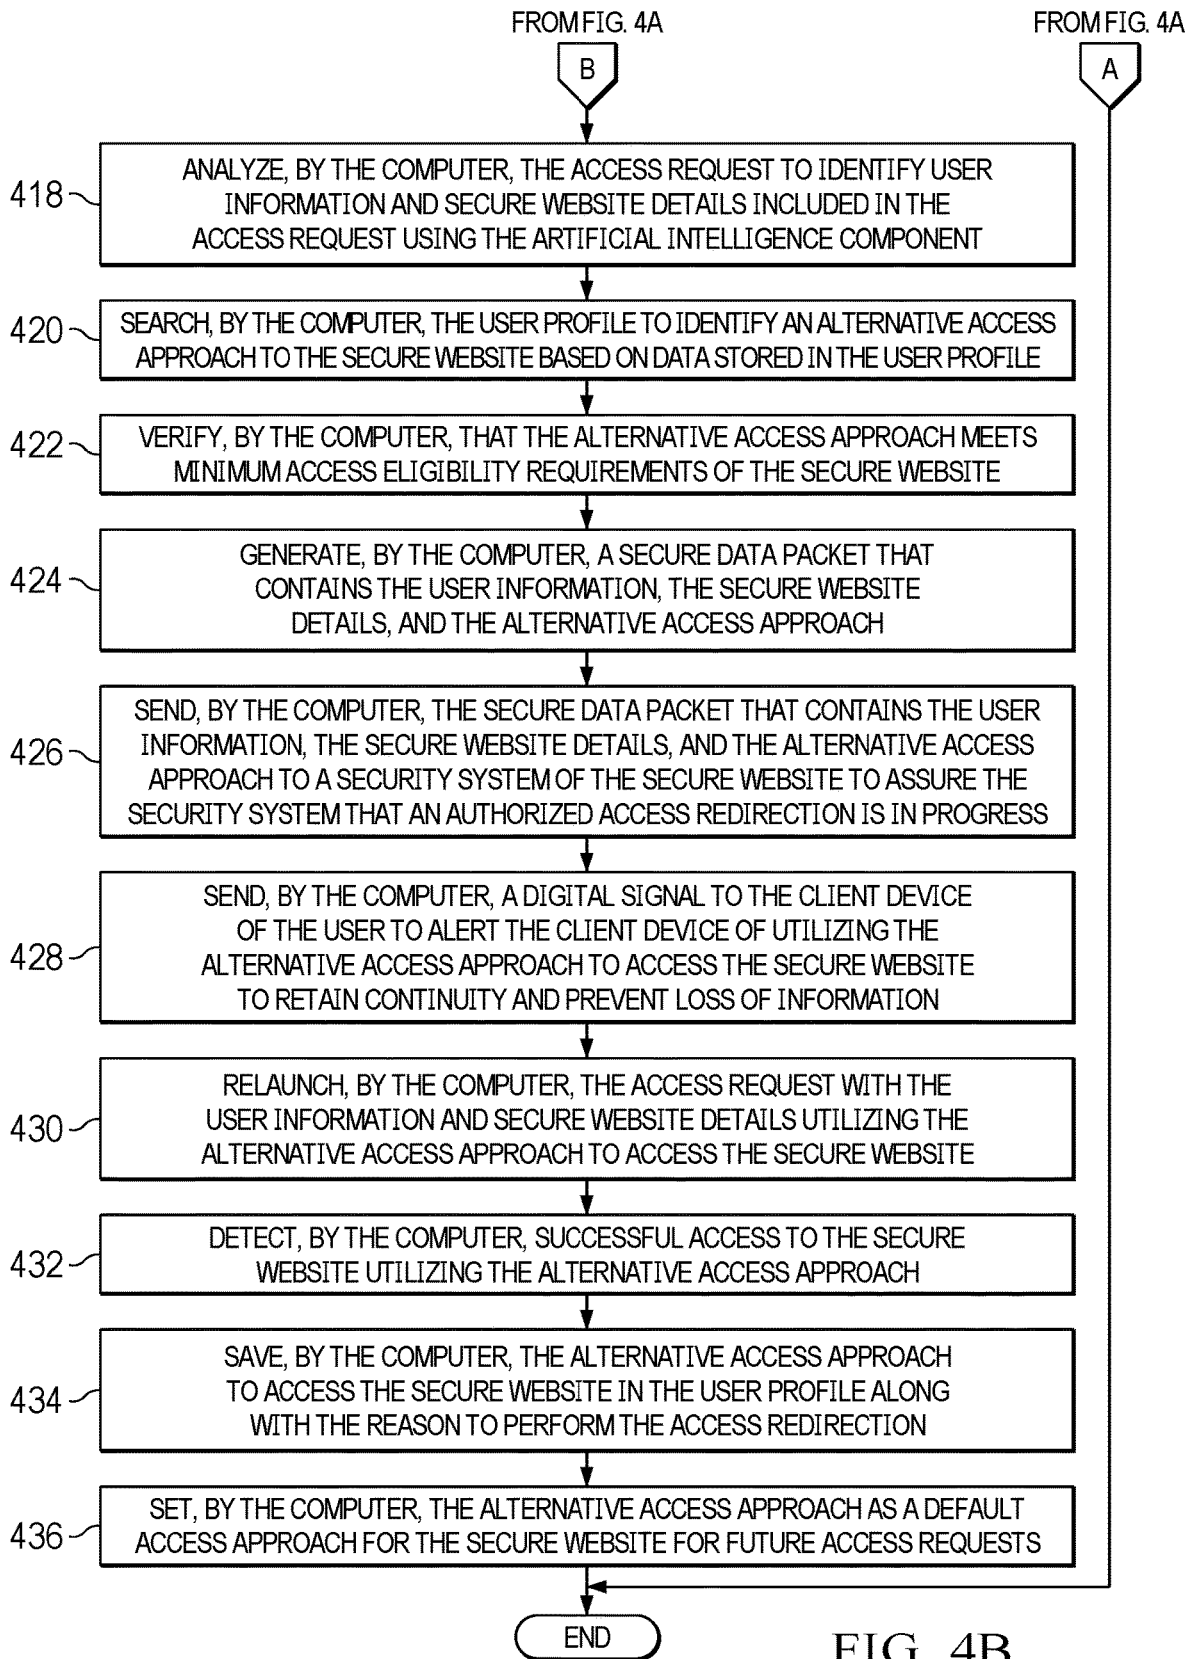 FROM FIG. 4A
FROM FIG. 4A
B
A
418
ANALYZE, BY THE COMPUTER, THE ACCESS REQUEST TO IDENTIFY USER
INFORMATION AND SECURE WEBSITE DETAILS INCLUDED IN THE
ACCESS REQUEST USING THE ARTIFICIAL INTELLIGENCE COMPONENT
420
SEARCH, BY THE COMPUTER, THE USER PROFILE TO IDENTIFY AN ALTERNATIVE ACCESS
APPROACH TO THE SECURE WEBSITE BASED ON DATA STORED IN THE USER PROFILE
422
VERIFY, BY THE COMPUTER, THAT THE ALTERNATIVE ACCESS APPROACH MEETS
MINIMUM ACCESS ELIGIBILITY REQUIREMENTS OF THE SECURE WEBSITE
424
GENERATE, BY THE COMPUTER, A SECURE DATA PACKET THAT
CONTAINS THE USER INFORMATION, THE SECURE WEBSITE
DETAILS, AND THE ALTERNATIVE ACCESS APPROACH
426
SEND, BY THE COMPUTER, THE SECURE DATA PACKET THAT CONTAINS THE USER
INFORMATION, THE SECURE WEBSITE DETAILS, AND THE ALTERNATIVE ACCESS
APPROACH TO A SECURITY SYSTEM OF THE SECURE WEBSITE TO ASSURE THE
SECURITY SYSTEM THAT AN AUTHORIZED ACCESS REDIRECTION IS IN PROGRESS
428
SEND, BY THE COMPUTER, A DIGITAL SIGNAL TO THE CLIENT DEVICE
OF THE USER TO ALERT THE CLIENT DEVICE OF UTILIZING THE
ALTERNATIVE ACCESS APPROACH TO ACCESS THE SECURE WEBSITE
TO RETAIN CONTINUITY AND PREVENT LOSS OF INFORMATION
430
RELAUNCH, BY THE COMPUTER, THE ACCESS REQUEST WITH THE
USER INFORMATION AND SECURE WEBSITE DETAILS UTILIZING THE
ALTERNATIVE ACCESS APPROACH TO ACCESS THE SECURE WEBSITE
432
DETECT, BY THE COMPUTER, SUCCESSFUL ACCESS TO THE SECURE
WEBSITE UTILIZING THE ALTERNATIVE ACCESS APPROACH
434
SAVE, BY THE COMPUTER, THE ALTERNATIVE ACCESS APPROACH
TO ACCESS THE SECURE WEBSITE IN THE USER PROFILE ALONG
WITH THE REASON TO PERFORM THE ACCESS REDIRECTION
436
SET, BY THE COMPUTER, THE ALTERNATIVE ACCESS APPROACH AS A DEFAULT
ACCESS APPROACH FOR THE SECURE WEBSITE FOR FUTURE ACCESS REQUESTS
END
FIG. 4B